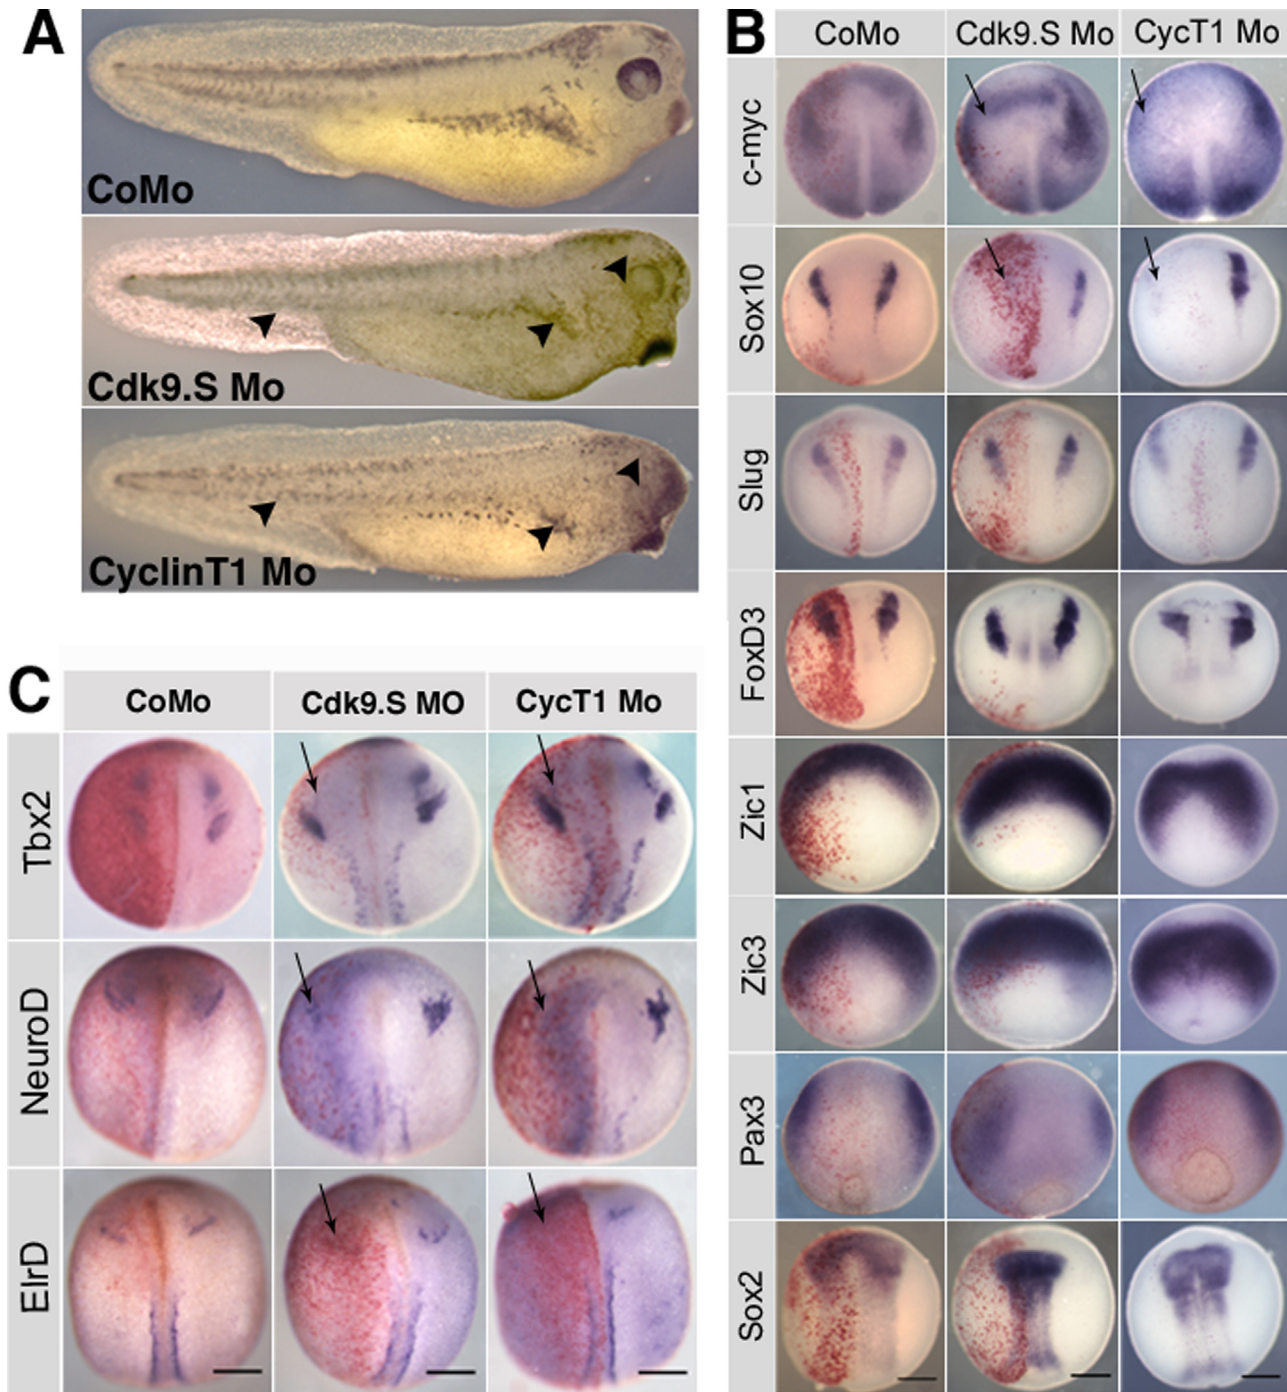 A
CoMo
Cdk9.S Mo
CyclinT1 Mo
B
CoMo
Cdk9.S Mo
CycT1 Mo
c-myc
Sox10
Slug
FoxD3
Zic1
Zic3
Pax3
Sox2
C
CoMo
Cdk9.S MO
CycT1 Mo
Tbx2
NeuroD
ElrD